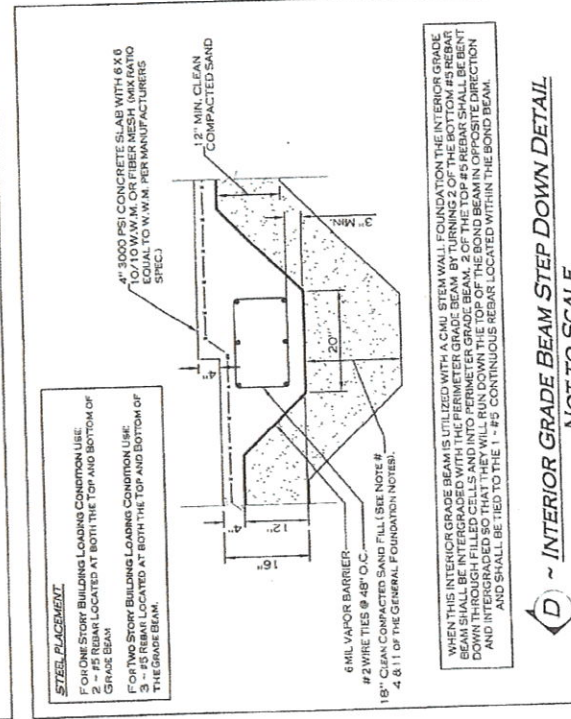 STEEL PLACEMENT
FOR ONE STORY BUILDING LOADING CONDITION USE:
2 ~ #5 REBAR LOCATED AT BOTH THE TOP AND BOTTOM OF
GRADE BEAM
FOR TWO STORY BUILDING LOADING CONDITION USE:
3 ~ #5 REBAR LOCATED AT BOTH THE TOP AND BOTTOM OF
THE GRADE BEAM.
4" 3000 PSI CONCRETE SLAB WITH 6 X 6
10/10 W.W.M. OR FIBER MESH (MIX RATIO
EQUAL TO W.W.M. PER MANUFACTURERS
SPEC.)
12" MIN. CLEAN
COMPACTED SAND
4"
4"
12"
16"
20"
3" MIN.
6 MIL VAPOR BARRIER
#2 WIRE TIES @ 48" O.C.
18" CLEAN COMPACTED SAND FILL (SEE NOTE #
4 & 11 OF THE GENERAL FOUNDATION NOTES).
WHEN THIS INTERIOR GRADE BEAM IS UTILIZED WITH A CMU STEM WALL FOUNDATION THE INTERIOR GRADE
BEAM SHALL BE INTERGRADED WITH THE PERIMETER GRADE BEAM BY TURNING 2 OF THE BOTTOM #5 REBAR
DOWN THROUGH FILLED CELLS AND INTO PERIMETER GRADE BEAM. 2 OF THE TOP #5 REBAR SHALL BE BENT
AND INTERGRADED SO THAT THEY WILL RUN DOWN THE TOP OF THE BOND BEAM IN OPPOSITE DIRECTION
AND SHALL BE TIED TO THE 1 - #5 CONTINUOUS REBAR LOCATED WITHIN THE BOND BEAM.
D ~ INTERIOR GRADE BEAM STEP DOWN DETAIL
NOT TO SCALE